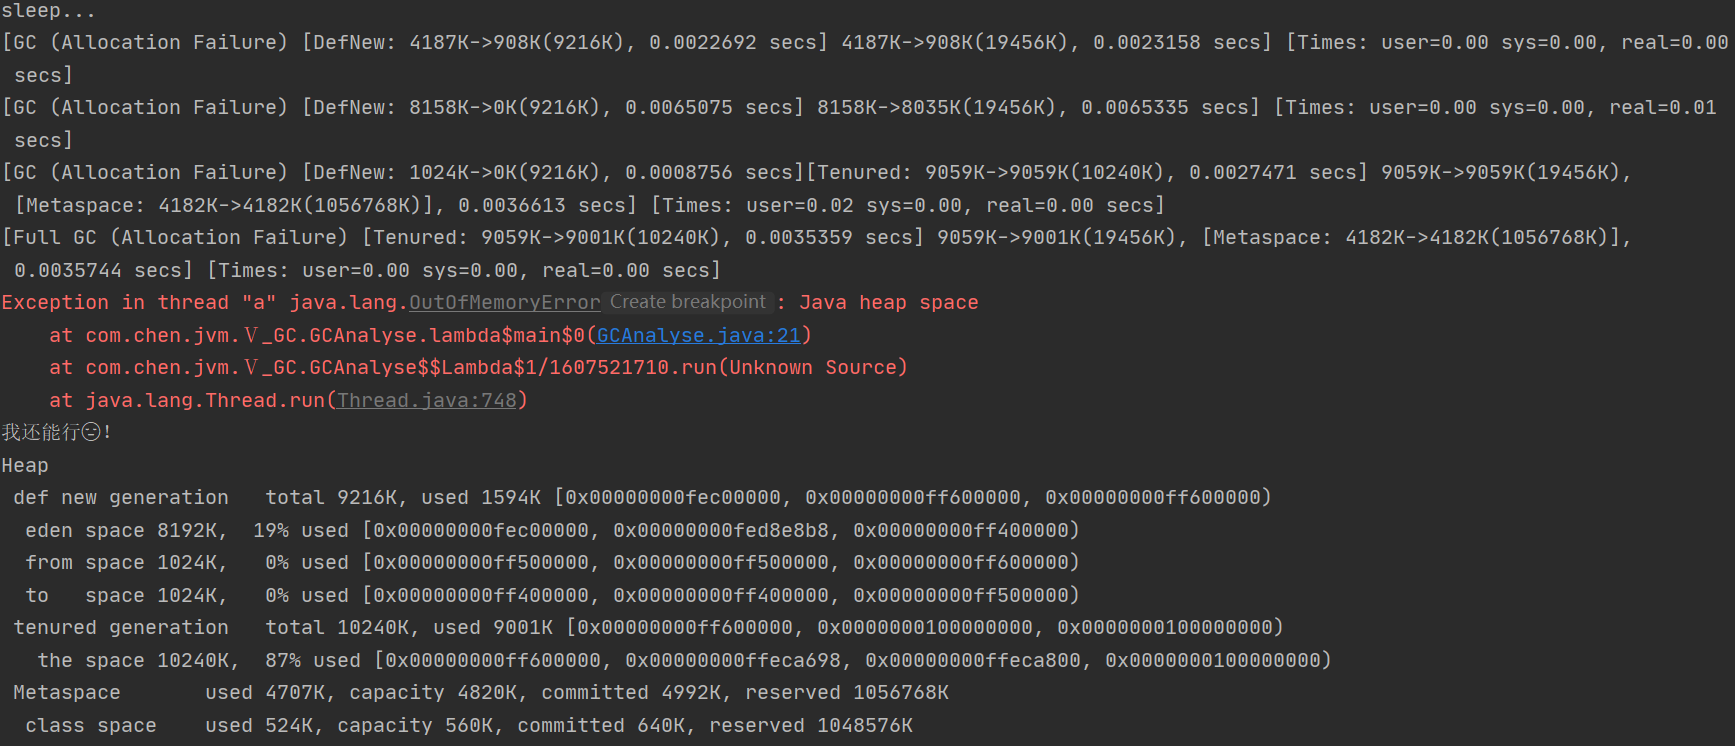 sleep...
[GC (Allocation Failure) [DefNew: 4187K->908K(9216K), 0.0022692 secs] 4187K->908K(19456K), 0.0023158 secs] [Times: user=0.00 sys=0.00, real=0.00
secs]
[GC (Allocation Failure) [DefNew: 8158K->0K(9216K), 0.0065075 secs] 8158K->8035K(19456K), 0.0065335 secs] [Times: user=0.00 sys=0.00, real=0.01
secs]
[GC (Allocation Failure) [DefNew: 1024K->0K(9216K), 0.0008756 secs][Tenured: 9059K->9059K(10240K), 0.0027471 secs] 9059K->9059K(19456K),
[Metaspace: 4182K->4182K(1056768K)], 0.0036613 secs] [Times: user=0.02 sys=0.00, real=0.00 secs]
[Full GC (Allocation Failure) [Tenured: 9059K->9001K(10240K), 0.0035359 secs] 9059K->9001K(19456K), [Metaspace: 4182K->4182K(1056768K)],
0.0035744 secs] [Times: user=0.00 sys=0.00, real=0.00 secs]
Exception in thread "a" java.lang.OutOfMemoryError Create breakpoint : Java heap space
at com.chen.jvm.Ⅴ_GC.GCAnalyse.lambda$main$0(GCAnalyse.java:21)
at com.chen.jvm.Ⅴ_GC.GCAnalyse$$Lambda$1/1607521710.run(Unknown Source)
at java.lang.Thread.run(Thread.java:748)
我还能行😑!
Heap
def new generation   total 9216K, used 1594K [0x00000000fec00000, 0x00000000ff600000, 0x00000000ff600000)
eden space 8192K,  19% used [0x00000000fec00000, 0x00000000fed8e8b8, 0x00000000ff400000)
from space 1024K,   0% used [0x00000000ff500000, 0x00000000ff500000, 0x00000000ff600000)
to   space 1024K,   0% used [0x00000000ff400000, 0x00000000ff400000, 0x00000000ff500000)
tenured generation   total 10240K, used 9001K [0x00000000ff600000, 0x0000000100000000, 0x0000000100000000)
the space 10240K,  87% used [0x00000000ff600000, 0x00000000ffeca698, 0x00000000ffeca800, 0x0000000100000000)
Metaspace       used 4707K, capacity 4820K, committed 4992K, reserved 1056768K
class space    used 524K, capacity 560K, committed 640K, reserved 1048576K